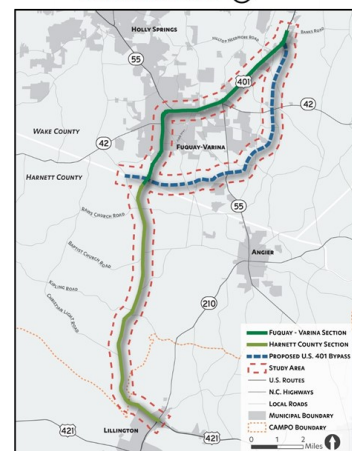 HOLLY SPRINGS
55
401
42
WAKE COUNTY
FUQUAY-VARINA
42
HARNETT COUNTY
55
ANGIER
210
421
LILLINGTON
421
FUQUAY - VARINA SECTION
HARNETT COUNTY SECTION
PROPOSED U.S. 401 BYPASS
STUDY AREA
U.S. ROUTES
N.C. HIGHWAYS
LOCAL ROADS
MUNICIPAL BOUNDARY
CAMPO BOUNDARY
0 1 2
Miles